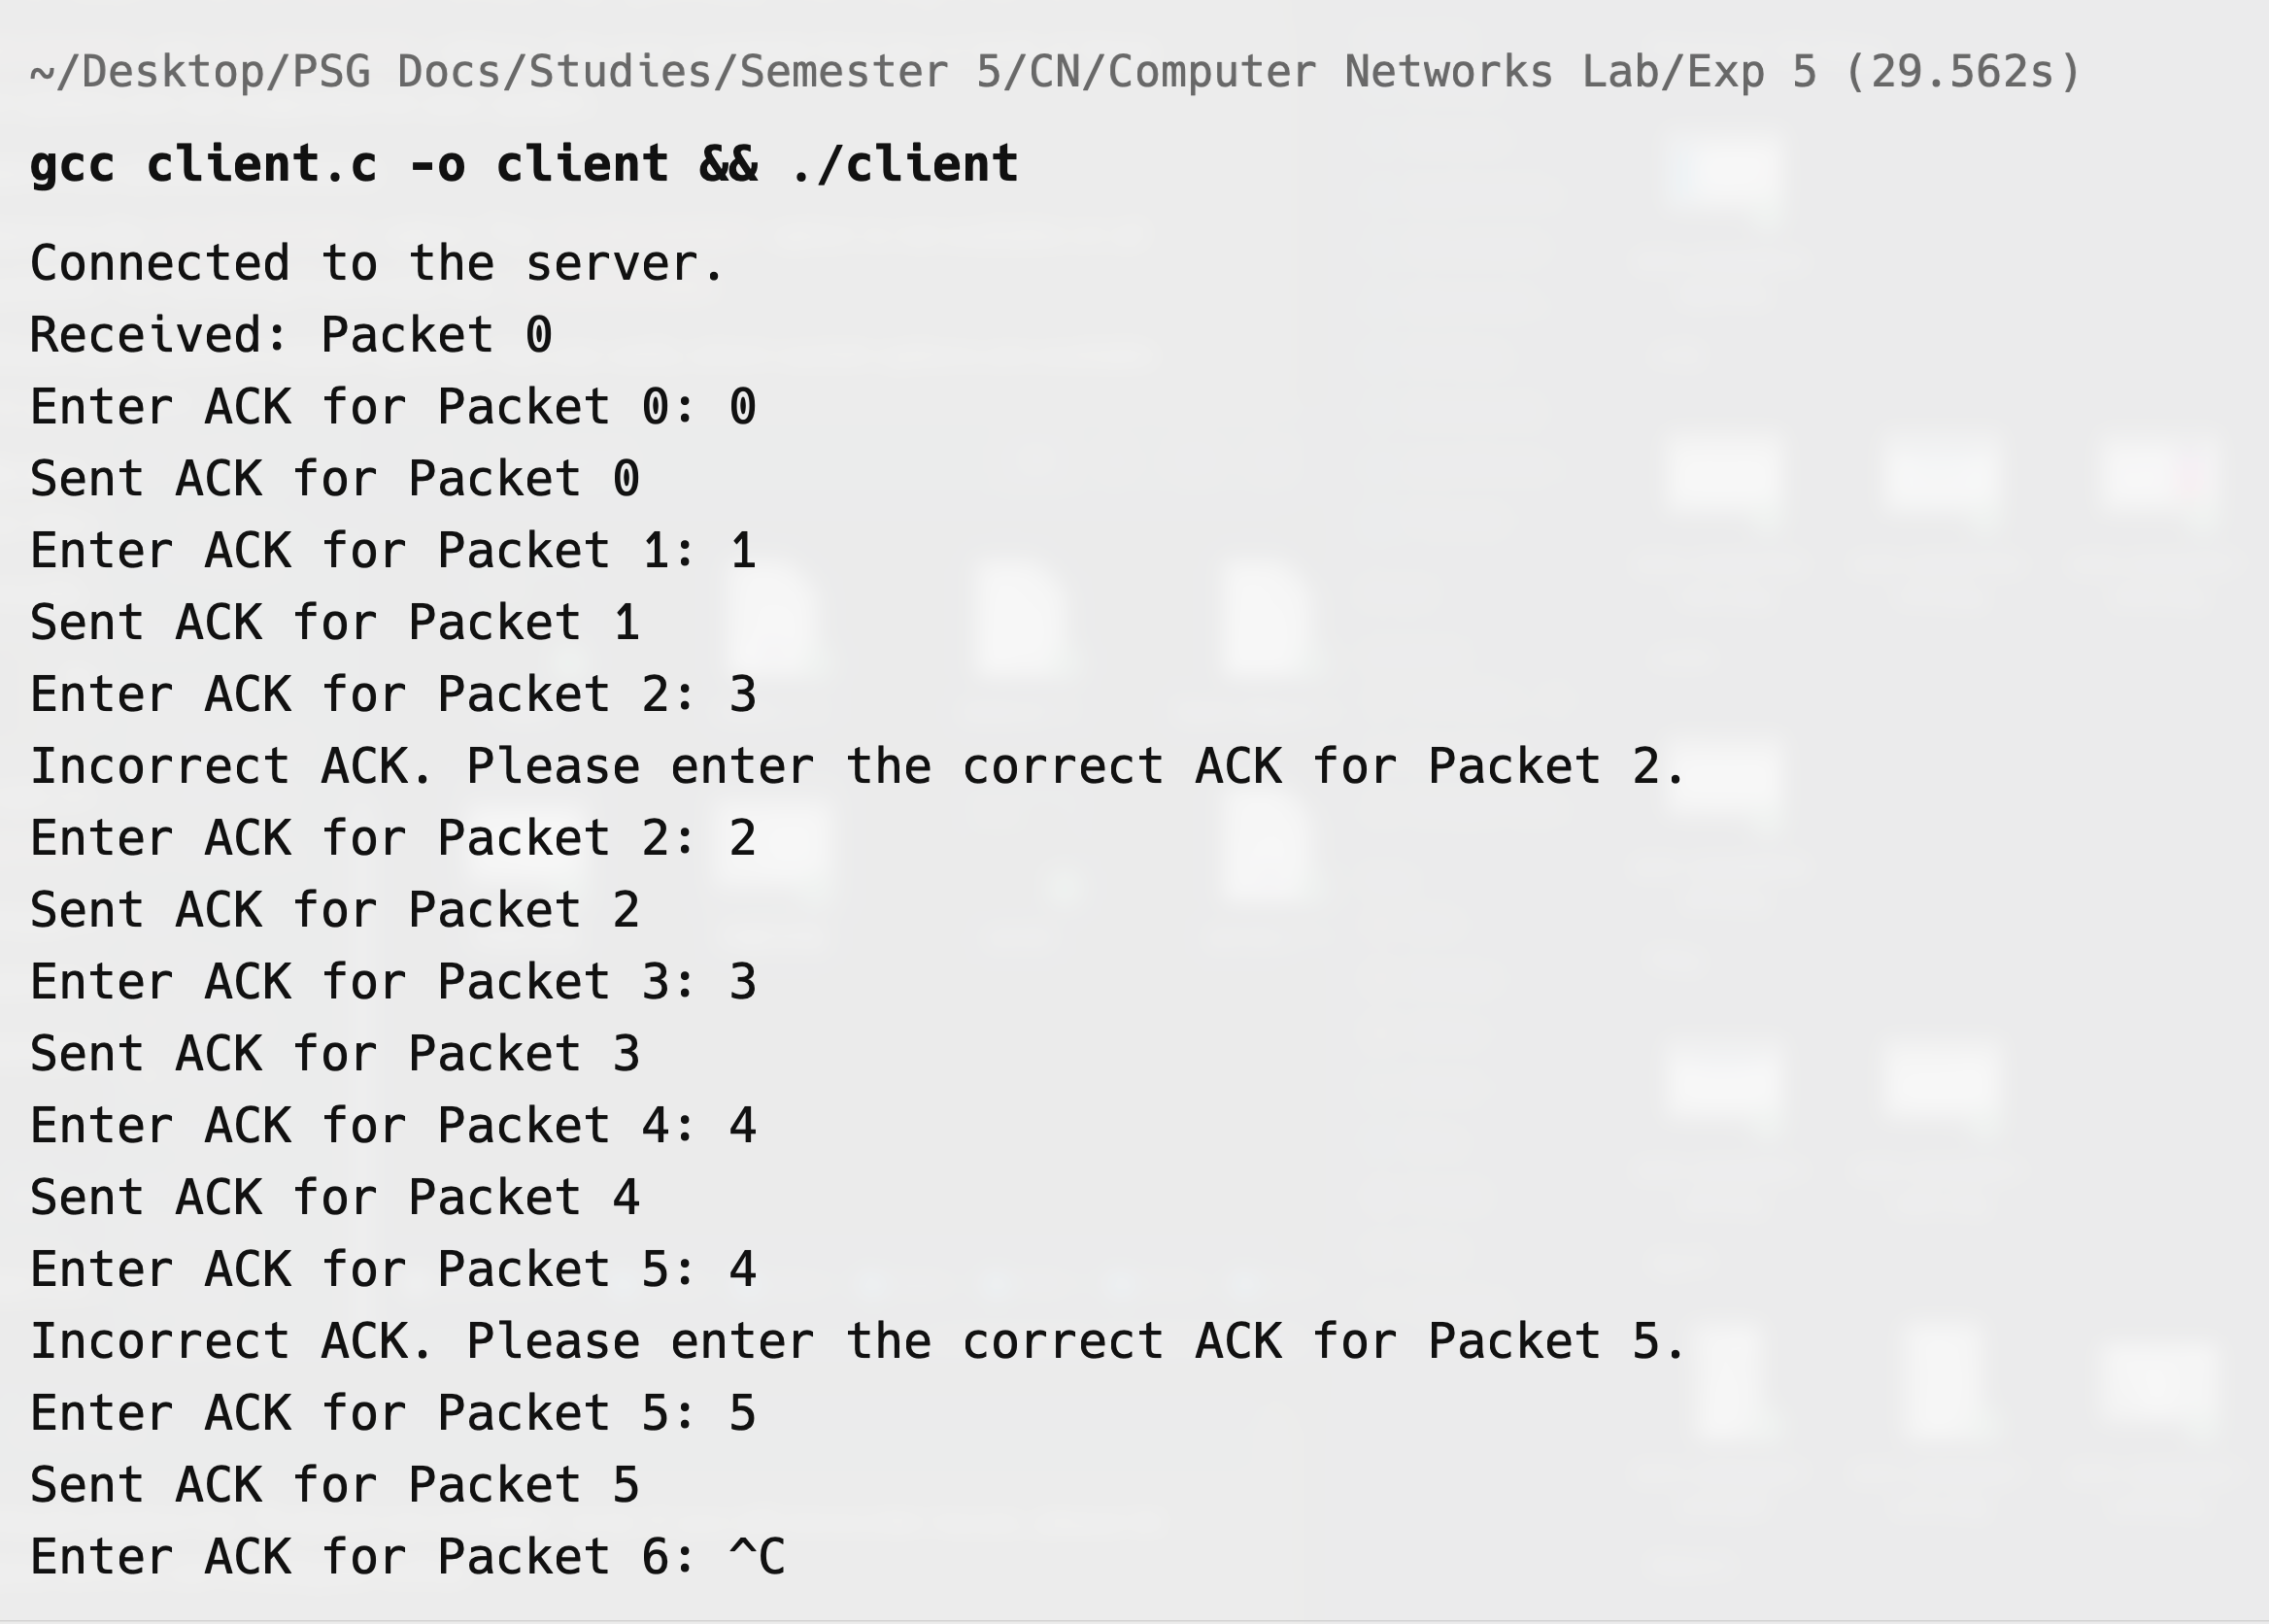 ~/Desktop/PSG Docs/Studies/Semester 5/CN/Computer Networks Lab/Exp 5 (29.562s)
gcc client.c -o client && ./client
Connected to the server.
Received: Packet 0
Enter ACK for Packet 0: 0
Sent ACK for Packet 0
Enter ACK for Packet 1: 1
Sent ACK for Packet 1
Enter ACK for Packet 2: 3
Incorrect ACK. Please enter the correct ACK for Packet 2.
Enter ACK for Packet 2: 2
Sent ACK for Packet 2
Enter ACK for Packet 3: 3
Sent ACK for Packet 3
Enter ACK for Packet 4: 4
Sent ACK for Packet 4
Enter ACK for Packet 5: 4
Incorrect ACK. Please enter the correct ACK for Packet 5.
Enter ACK for Packet 5: 5
Sent ACK for Packet 5
Enter ACK for Packet 6: ^C